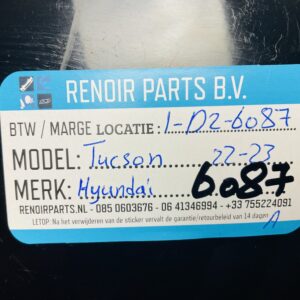 RENOIR PARTS B.V.
BTW / MARGE LOCATIE: 1-D2-6087
MODEL: Tucson 22-23
MERK: Hyundai 6087
RENOIRPARTS.NL - 085 0603676 - 06 41346994 - +33 755224091
LETOP: Na het verwijderen van de sticker vervalt de garantie/retourbeleid van 14 dagen